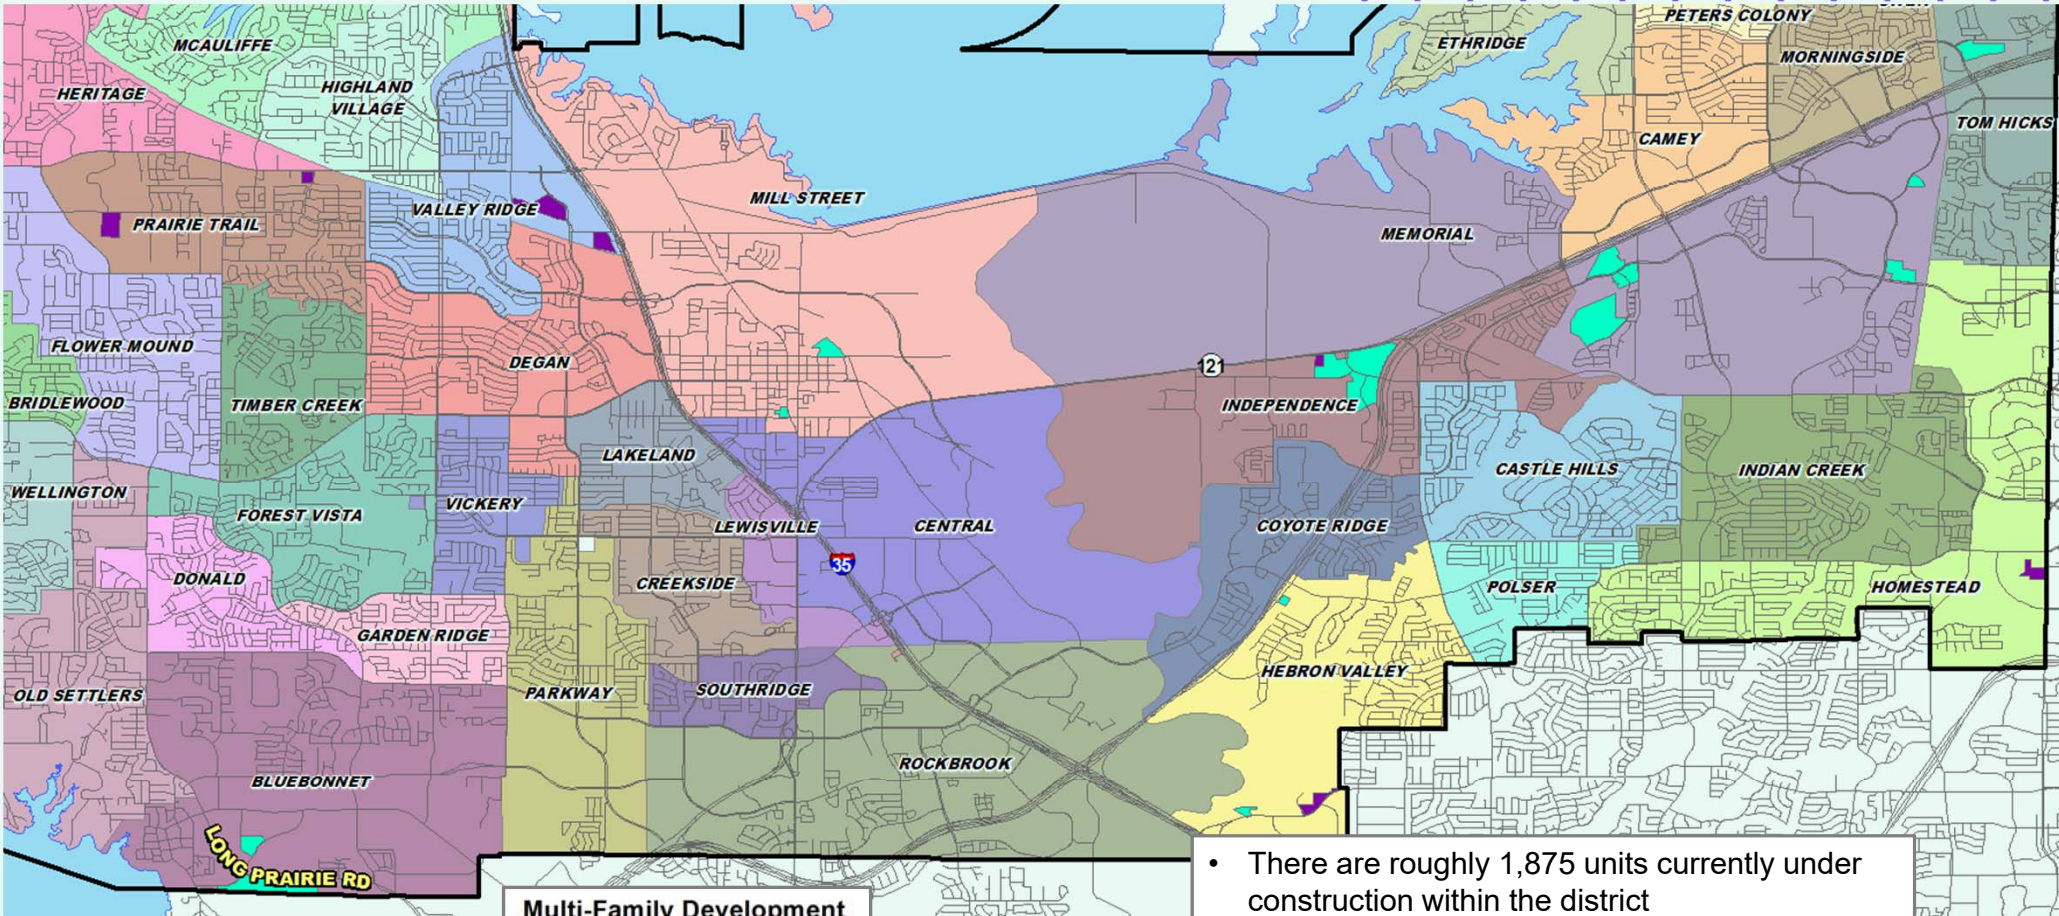 PETERS COLONY
MCAULIFFE
ETHRIDGE
MORNINGSIDE
HIGHLAND
VILLAGE
HERITAGE
TOM HICKS
CAMEY
MILL STREET
VALLEY RIDGE
PRAIRIE TRAIL
MEMORIAL
FLOWER MOUND
DEGAN
121
BRIDLEWOOD
TIMBER CREEK
INDEPENDENCE
LAKELAND
CASTLE HILLS
INDIAN CREEK
WELLINGTON
VICKERY
FOREST VISTA
LEWISVILLE
CENTRAL
COYOTE RIDGE
35
DONALD
CREEKSIDE
POLSER
HOMESTEAD
GARDEN RIDGE
HEBRON VALLEY
OLD SETTLERS
PARKWAY
SOUTHRIDGE
ROCKBROOK
BLUEBONNET
LONG PRAIRIE RD
• There are roughly 1,875 units currently under
construction within the district
Multi-Family Development